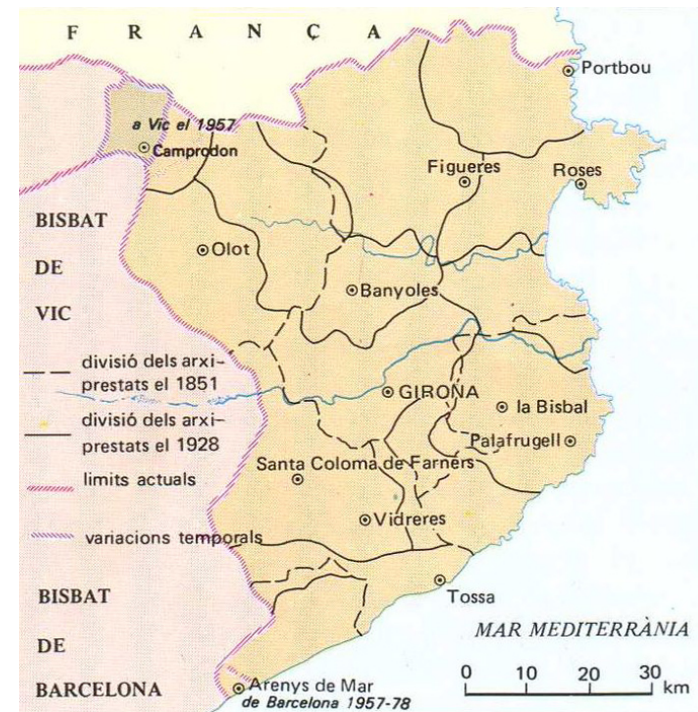 F R A N Ç A
Portbou
a Vic el 1957
Camprodon
Figueres
Roses
BISBAT
DE
VIC
Olot
Banyoles
divisió dels arxi-
prestats el 1851
GIRONA
la Bisbal
divisió dels arxi-
prestats el 1928
Palafrugell
Santa Coloma de Farners
limits actuals
Vidreres
variacions temporals
BISBAT
DE
BARCELONA
Tossa
MAR MEDITERRÀNIA
Arenys de Mar
de Barcelona 1957-78
0 10 20 30
km